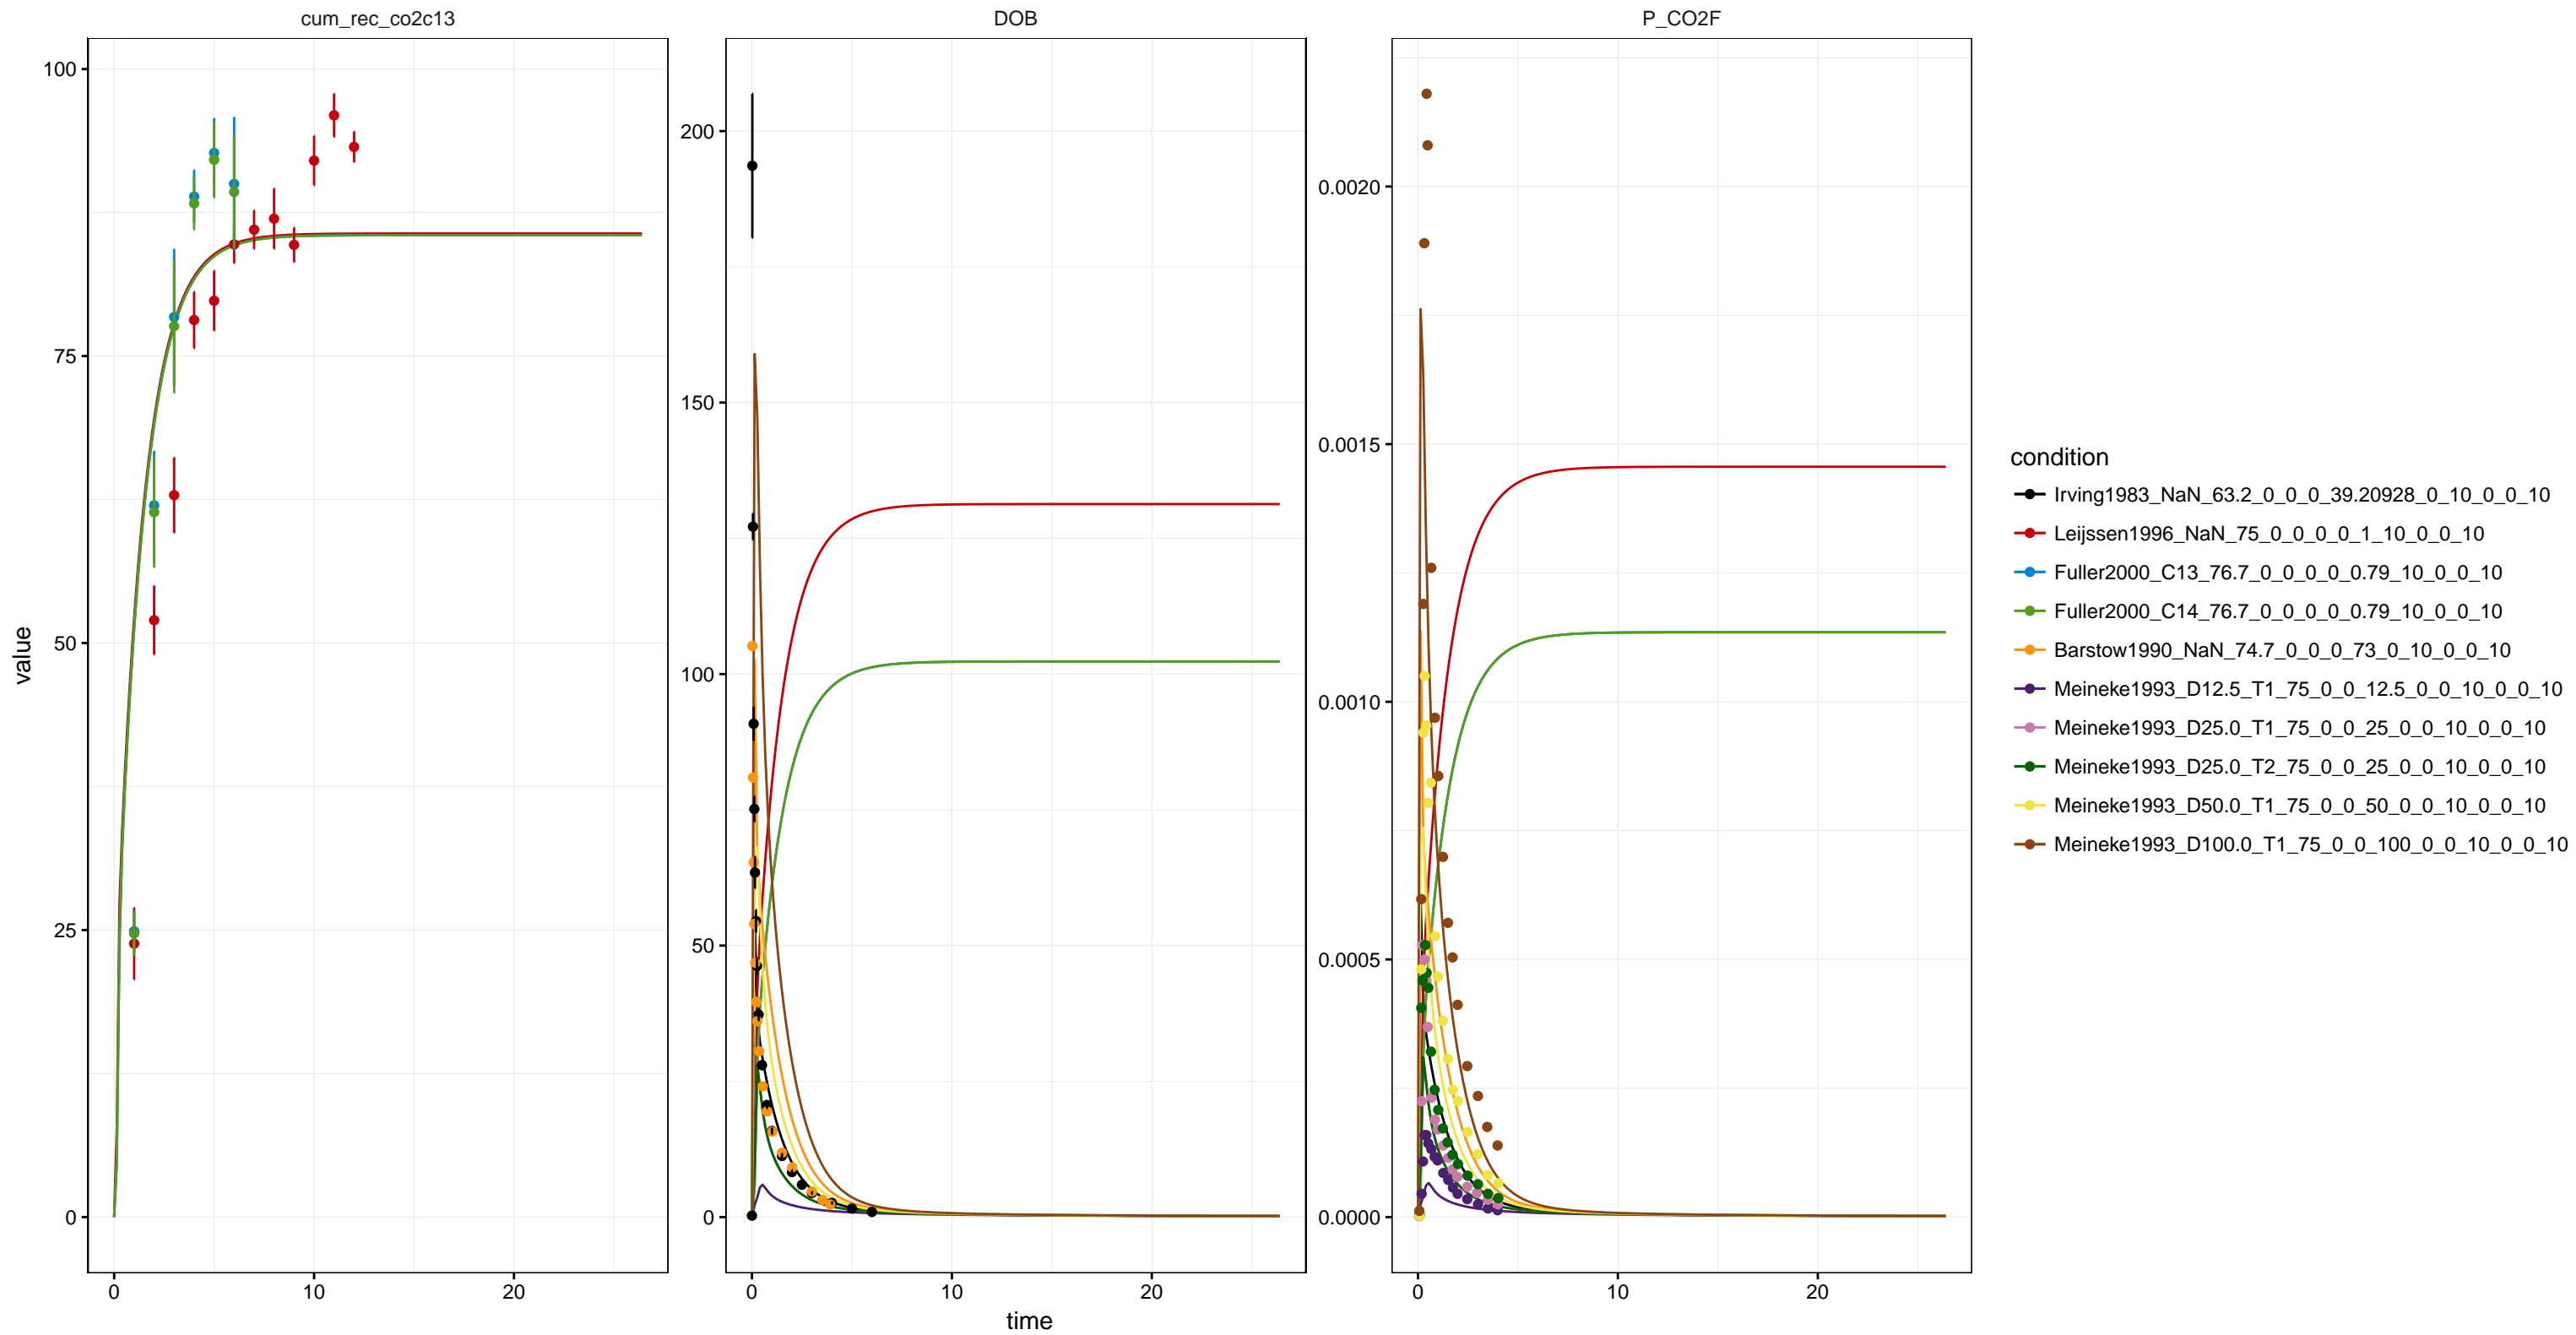 cum_rec_co2c13
DOB
P_CO2F
value
100
75
50
25
0
200
150
100
50
0
0.0020
0.0015
0.0010
0.0005
0.0000
0 10 20
0 10 20
0 10 20
time
condition
Irving1983_NaN_63.2_0_0_0_39.20928_0_10_0_0_10
Leijssen1996_NaN_75_0_0_0_0_1_10_0_0_10
Fuller2000_C13_76.7_0_0_0_0_0.79_10_0_0_10
Fuller2000_C14_76.7_0_0_0_0_0.79_10_0_0_10
Barstow1990_NaN_74.7_0_0_0_73_0_10_0_0_10
Meineke1993_D12.5_T1_75_0_0_12.5_0_0_10_0_0_10
Meineke1993_D25.0_T1_75_0_0_25_0_0_10_0_0_10
Meineke1993_D25.0_T2_75_0_0_25_0_0_10_0_0_10
Meineke1993_D50.0_T1_75_0_0_50_0_0_10_0_0_10
Meineke1993_D100.0_T1_75_0_0_100_0_0_10_0_0_10